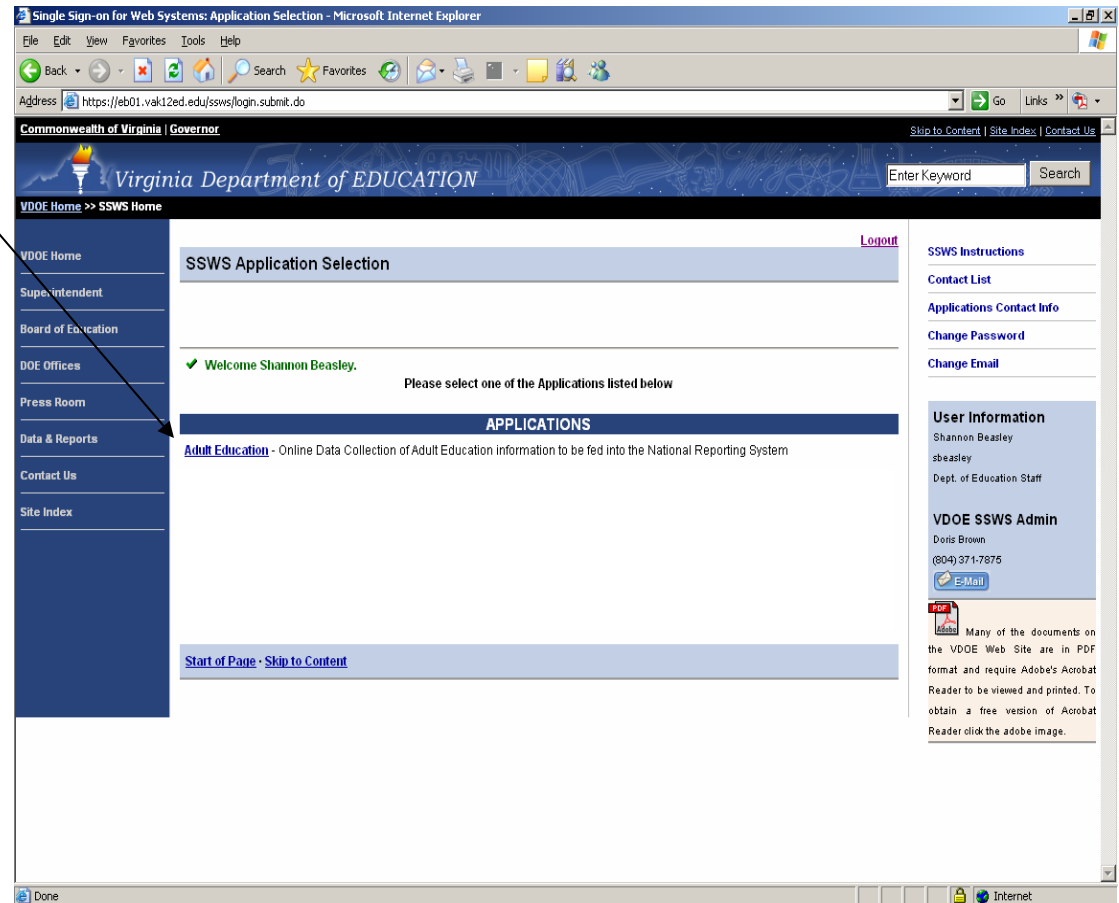 Single Sign-on for Web Systems: Application Selection - Microsoft Internet Explorer
File Edit View Favorites Tools Help
Back Search Favorites
Address https://eb01.vak12ed.edu/ssws/login.submit.do Go Links »
Commonwealth of Virginia | Governor Skip to Content | Site Index | Contact Us
Virginia Department of EDUCATION Enter Keyword Search
VDOE Home >> SSWS Home
VDOE Home
Superintendent
Board of Education
DOE Offices
Press Room
Data & Reports
Contact Us
Site Index
Logout
SSWS Application Selection
Welcome Shannon Beasley.
Please select one of the Applications listed below
APPLICATIONS
Adult Education - Online Data Collection of Adult Education information to be fed into the National Reporting System
Start of Page · Skip to Content
SSWS Instructions
Contact List
Applications Contact Info
Change Password
Change Email
User Information
Shannon Beasley
sbeasley
Dept. of Education Staff
VDOE SSWS Admin
Doris Brown
(804) 371-7875
E-Mail
PDF
Adobe
Many of the documents on
the VDOE Web Site are in PDF
format and require Adobe's Acrobat
Reader to be viewed and printed. To
obtain a free version of Acrobat
Reader click the adobe image.
Done Internet